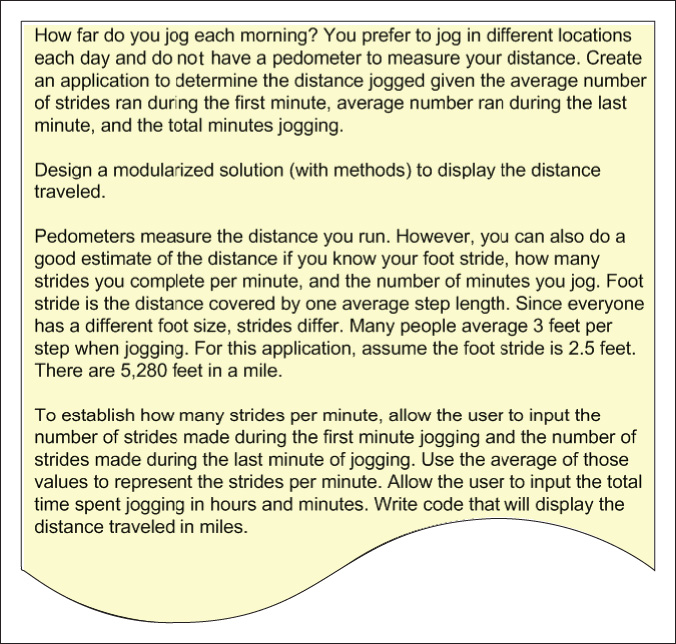 How far do you jog each morning? You prefer to jog in different locations
each day and do not have a pedometer to measure your distance. Create
an application to determine the distance jogged given the average number
of strides ran during the first minute, average number ran during the last
minute, and the total minutes jogging.
Design a modularized solution (with methods) to display the distance
traveled.
Pedometers measure the distance you run. However, you can also do a
good estimate of the distance if you know your foot stride, how many
strides you complete per minute, and the number of minutes you jog. Foot
stride is the distance covered by one average step length. Since everyone
has a different foot size, strides differ. Many people average 3 feet per
step when jogging. For this application, assume the foot stride is 2.5 feet.
There are 5,280 feet in a mile.
To establish how many strides per minute, allow the user to input the
number of strides made during the first minute jogging and the number of
strides made during the last minute of jogging. Use the average of those
values to represent the strides per minute. Allow the user to input the total
time spent jogging in hours and minutes. Write code that will display the
distance traveled in miles.